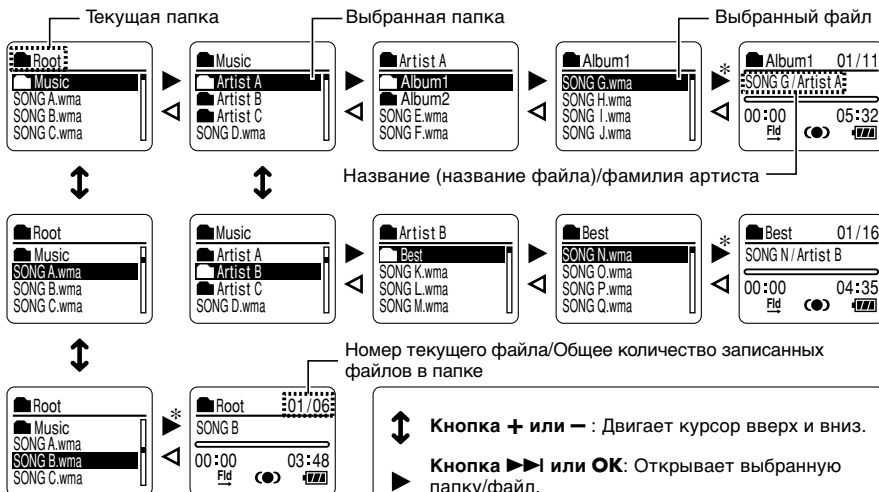 Текущая папка
Выбранная папка
Выбранный файл
Root
Music
SONG A.wma
SONG B.wma
SONG C.wma
Music
Artist A
Artist B
Artist C
SONG D.wma
Artist A
Album1
Album2
SONG E.wma
SONG F.wma
Album1
SONG G.wma
SONG H.wma
SONG I.wma
SONG J.wma
*
Album1 01/11
SONG G/Artist A
00:00 05:32
Fld
Название (название файла)/фамилия артиста
Root
Music
SONG A.wma
SONG B.wma
SONG C.wma
Music
Artist A
Artist B
Artist C
SONG D.wma
Artist B
Best
SONG K.wma
SONG L.wma
SONG M.wma
Best
SONG N.wma
SONG O.wma
SONG P.wma
SONG Q.wma
*
Best 01/16
SONG N/Artist B
00:00 04:35
Fld
Номер текущего файла/Общее количество записанных
файлов в папке
Root
Music
SONG A.wma
SONG B.wma
SONG C.wma
*
Root 01/06
SONG B
00:00 03:48
Fld
Кнопка + или − : Двигает курсор вверх и вниз.
Кнопка ►►I или OK: Открывает выбранную
папку/файл.